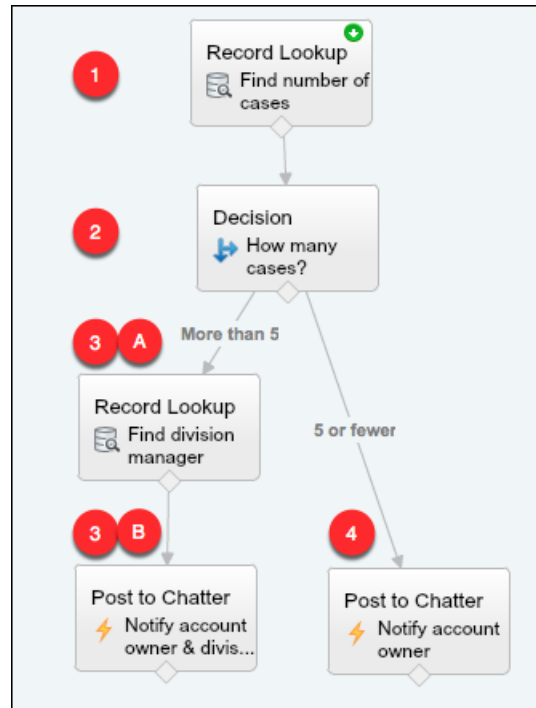 1
Record Lookup
Find number of
cases
2
Decision
How many
cases?
More than 5
5 or fewer
3 A
Record Lookup
Find division
manager
3 B
Post to Chatter
Notify account
owner & divis...
4
Post to Chatter
Notify account
owner